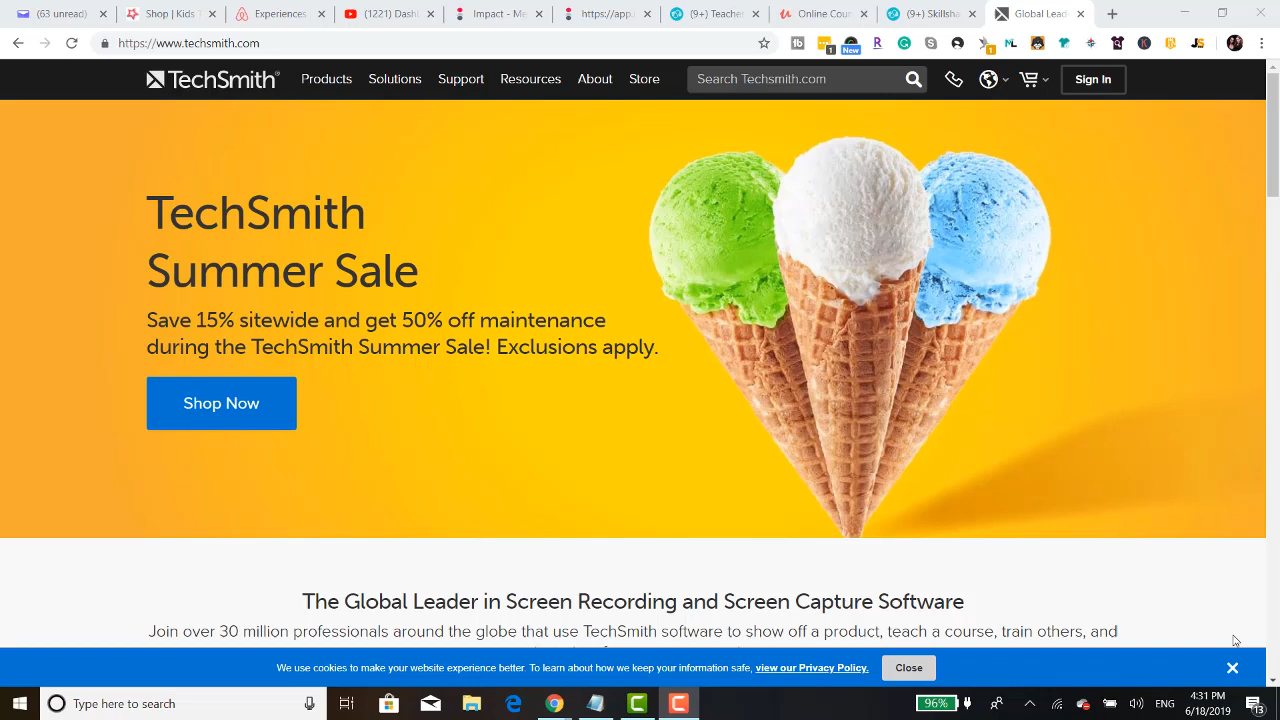 (63 unread)
Shop | Kids
Experiences
(1221) Dash
Impact - Me
https://app.i
(9+) Teache
Online Cour
(9+) Skillsha
Global Lead
https://www.techsmith.com
1
New
1
TechSmith
Products
Solutions
Support
Resources
About
Store
Search Techsmith.com
Sign In
TechSmith
Summer Sale
Save 15% sitewide and get 50% off maintenance
during the TechSmith Summer Sale! Exclusions apply.
Shop Now
The Global Leader in Screen Recording and Screen Capture Software
Join over 30 million professionals around the globe that use TechSmith software to show off a product, teach a course, train others, and
We use cookies to make your website experience better. To learn about how we keep your information safe, view our Privacy Policy.
Close
Type here to search
96%
ENG
4:31 PM
6/18/2019
13